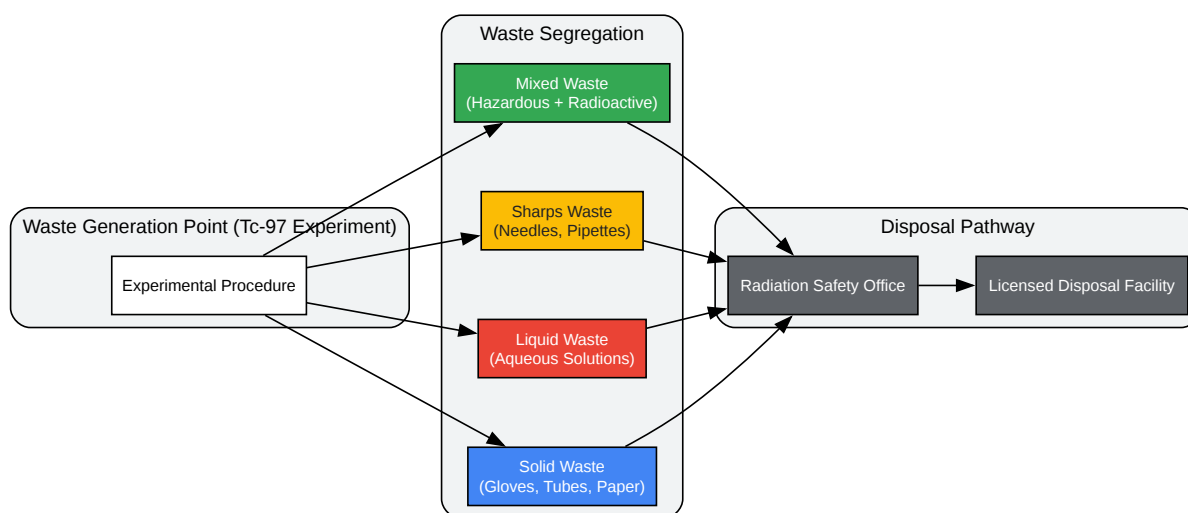 Waste Segregation
Mixed Waste
(Hazardous + Radioactive)
Waste Generation Point (Tc-97 Experiment)
Experimental Procedure
Sharps Waste
(Needles, Pipettes)
Liquid Waste
(Aqueous Solutions)
Solid Waste
(Gloves, Tubes, Paper)
Disposal Pathway
Radiation Safety Office
Licensed Disposal Facility